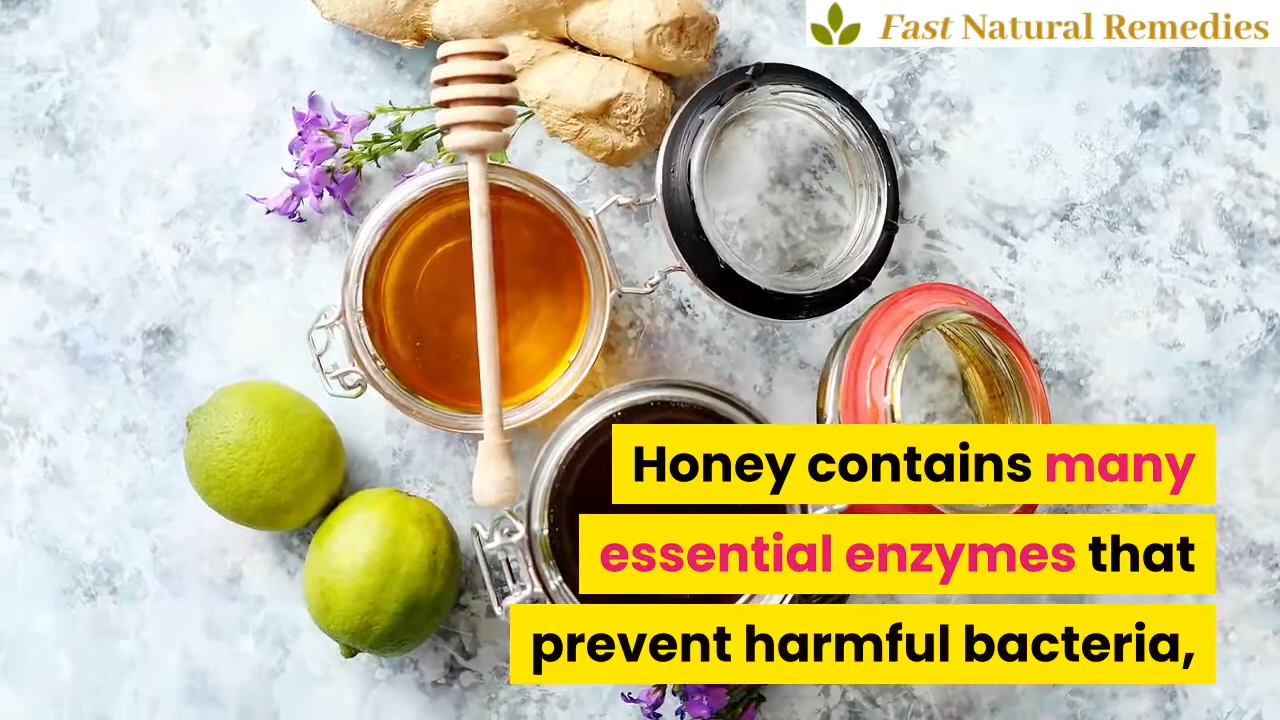 Fast Natural Remedies
Honey contains many
essential enzymes that
prevent harmful bacteria,